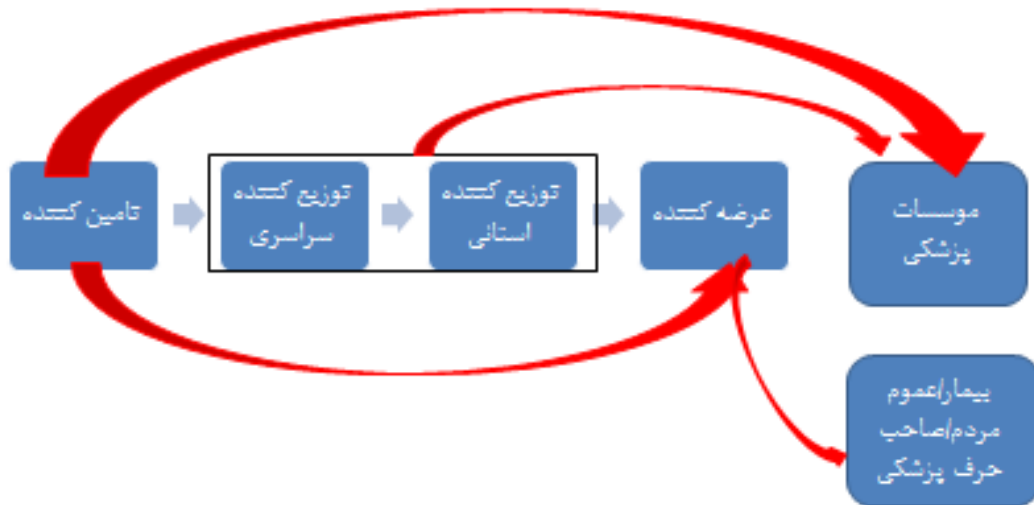 تامین کننده
توزیع کننده
سراسری
توزیع کننده
استانی
عرضه کننده
موسسات
پزشکی
بیمار/عموم
مردم/صاحب
حرف پزشکی